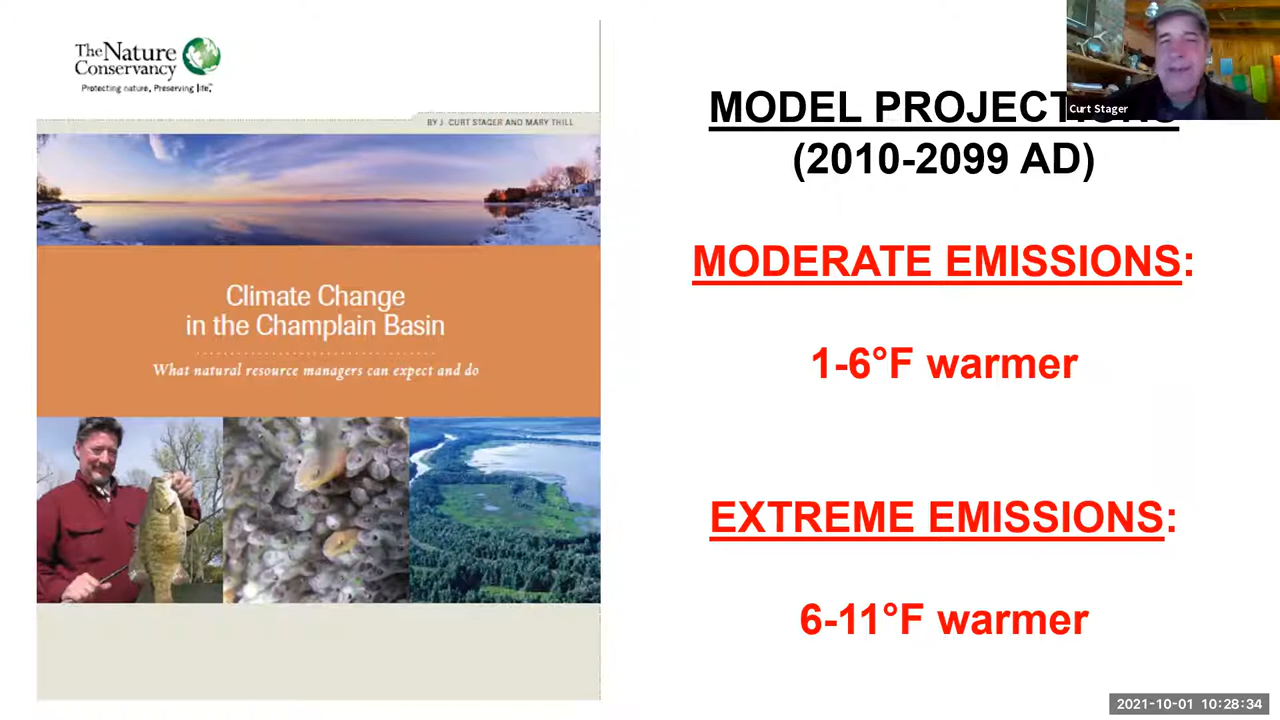 The Nature
Conservancy
Protecting nature. Preserving life.™
BY J. CURT STAGER AND MARY THILL
Climate Change
in the Champlain Basin
What natural resource managers can expect and do
MODEL PROJECTIONS
(2010-2099 AD)
MODERATE EMISSIONS:
1-6°F warmer
EXTREME EMISSIONS:
6-11°F warmer
Curt Stager
2021-10-01 10:28:34